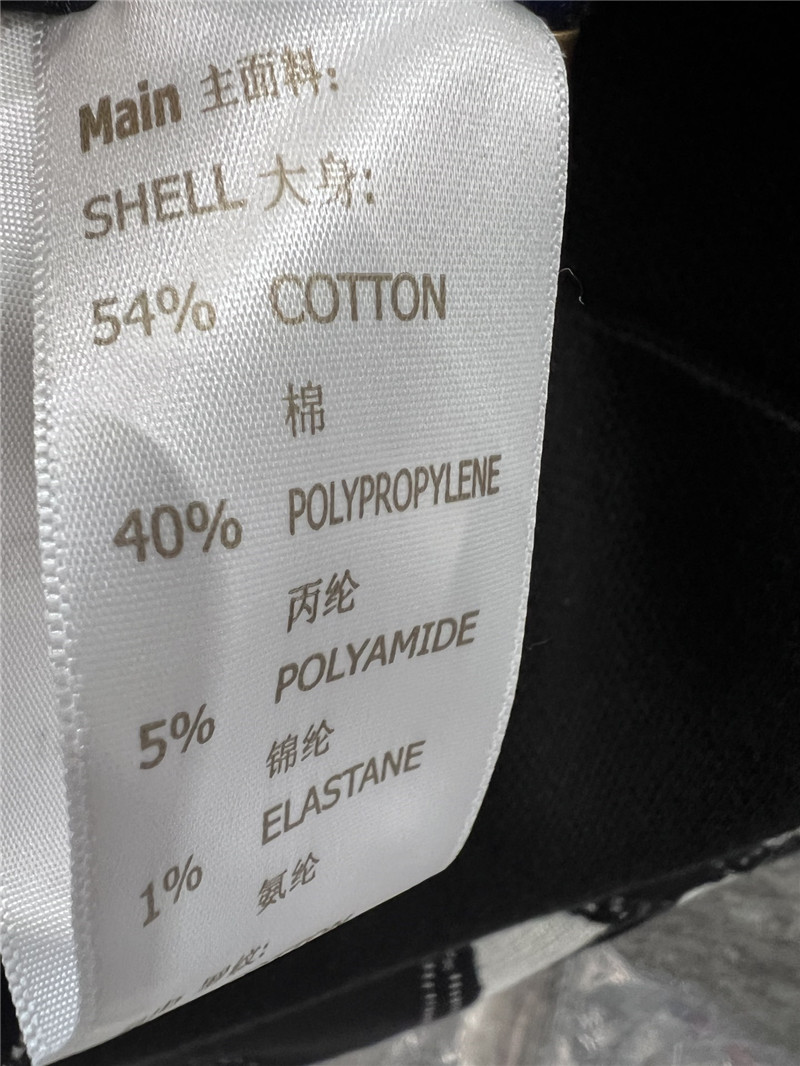 Main 主面料:
SHELL 大身:
54% COTTON
棉
40% POLYPROPYLENE
丙纶
5% POLYAMIDE
锦纶
1% ELASTANE
氨纶